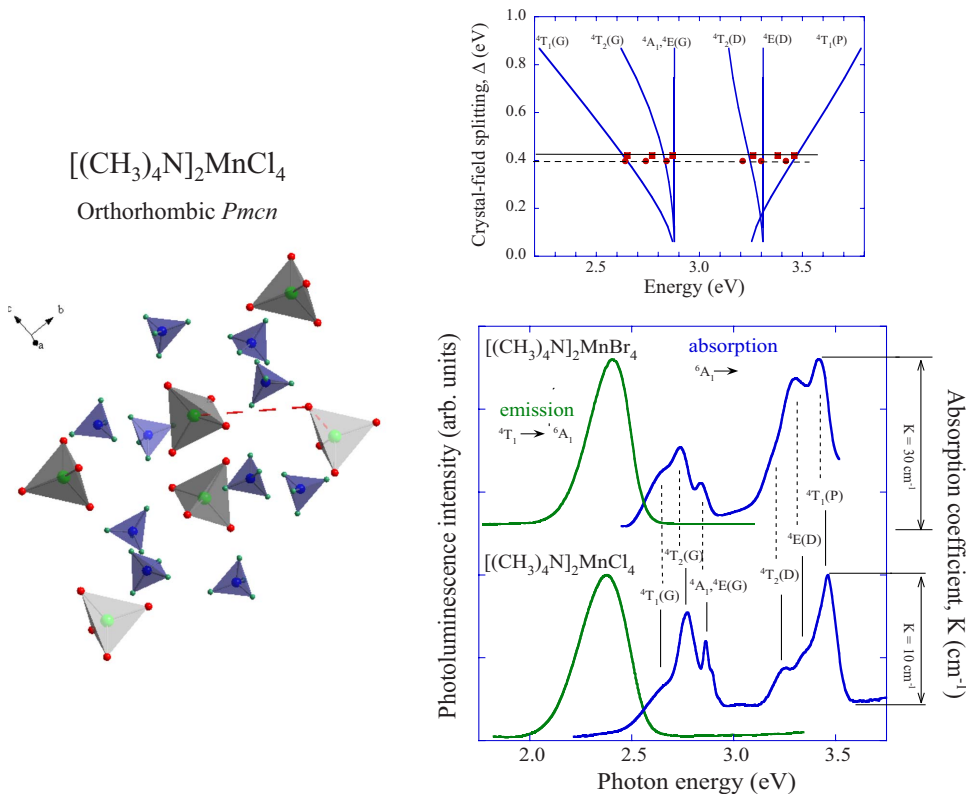 [(CH₃)₄N]₂MnCl₄
Orthorhombic Pmcn
c
b
a
⁴T₁(G)
⁴T₂(G)
⁴A₁,⁴E(G)
⁴T₂(D)
⁴E(D)
⁴T₁(P)
Crystal-field splitting, Δ (eV)
1.0
0.8
0.6
0.4
0.2
0.0
2.5
3.0
3.5
Energy (eV)
Photoluminescence intensity (arb. units)
[(CH₃)₄N]₂MnBr₄
absorption
⁶A₁→
emission
⁴T₁→⁶A₁
K = 30 cm⁻¹
Absorption coefficient, K (cm⁻¹)
⁴T₁(P)
⁴E(D)
⁴T₂(G)
[(CH₃)₄N]₂MnCl₄
⁴T₂(D)
⁴A₁,⁴E(G)
⁴T₁(G)
K = 10 cm⁻¹
2.0
2.5
3.0
3.5
Photon energy (eV)